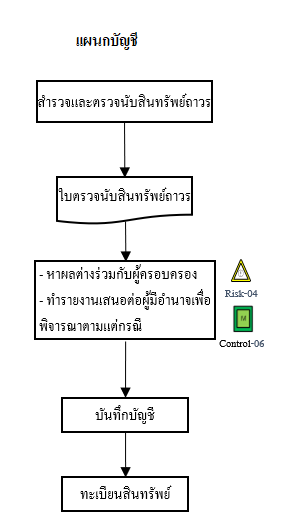 แผนกบัญชี
สำรวจและตรวจนับสินทรัพย์ถาวร
ใบตรวจนับสินทรัพย์ถาวร
- หาผลต่างร่วมกับผู้ครอบครอง
- ทำรายงานเสนอต่อผู้มีอำนาจเพื่อ
พิจารณาตามแต่กรณี
Risk-04
M
Control-06
บันทึกบัญชี
ทะเบียนสินทรัพย์